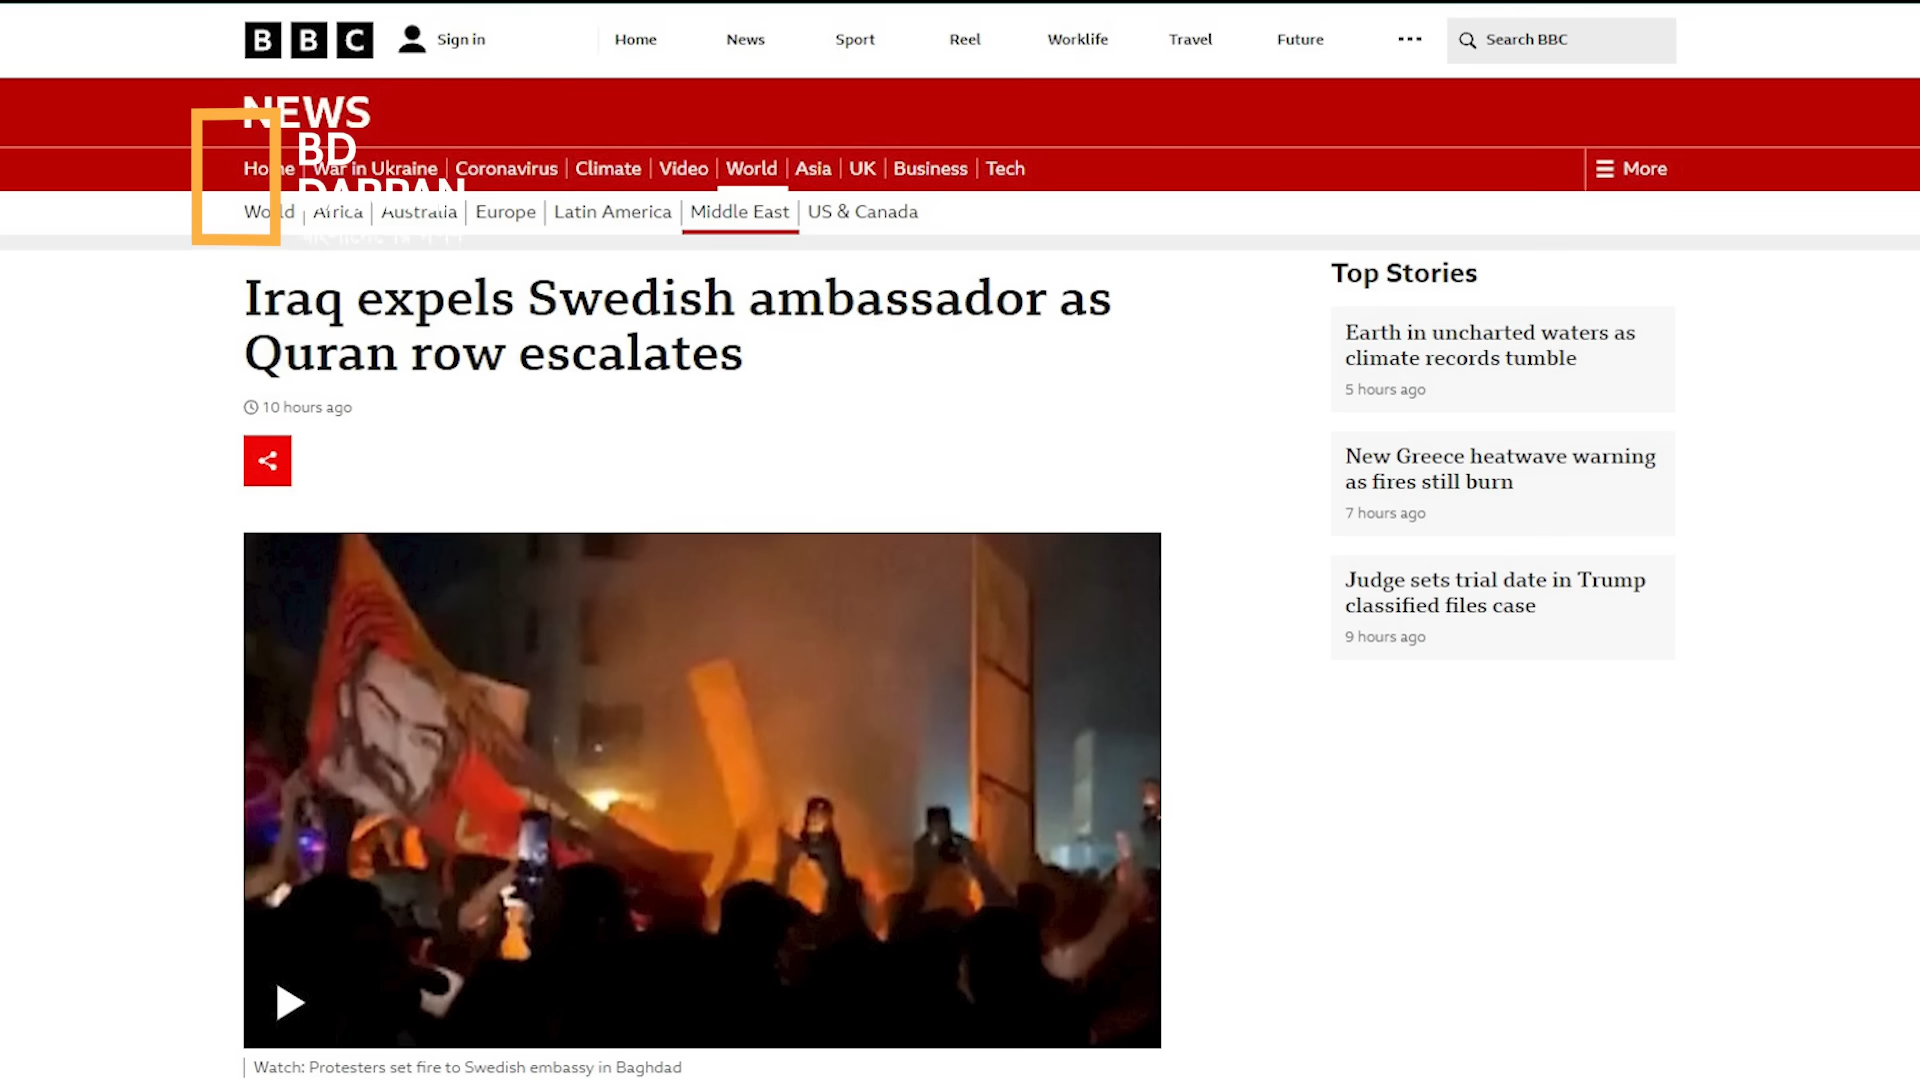 BBC
Sign in
Home
News
Sport
Reel
Worklife
Travel
Future
Search BBC
NEWS
BD
DARPAN
Home
War in Ukraine
Coronavirus
Climate
Video
World
Asia
UK
Business
Tech
More
World
Africa
Australia
Europe
Latin America
Middle East
US & Canada
Iraq expels Swedish ambassador as
Quran row escalates
10 hours ago
Watch: Protesters set fire to Swedish embassy in Baghdad
Top Stories
Earth in uncharted waters as
climate records tumble
5 hours ago
New Greece heatwave warning
as fires still burn
7 hours ago
Judge sets trial date in Trump
classified files case
9 hours ago